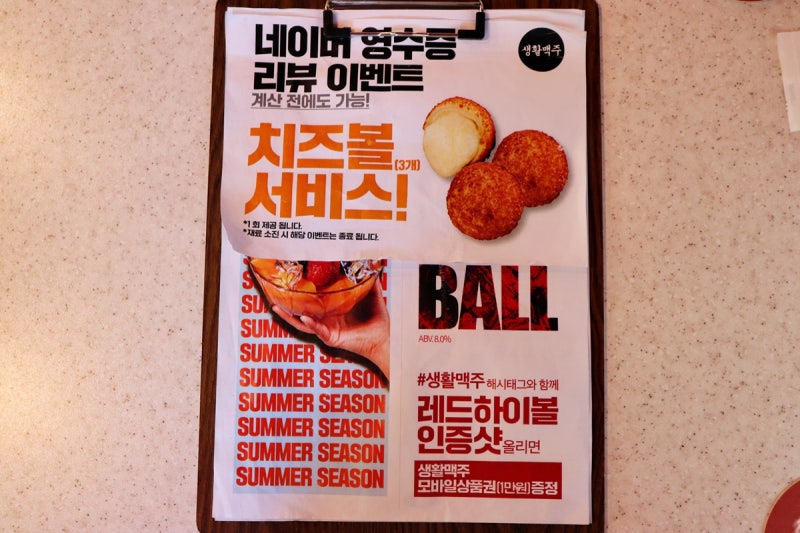 네이버 영수증
리뷰 이벤트
계산 전에도 가능!
생활맥주
치즈볼 (3개)
서비스!
*1 회 제공 됩니다.
*재료 소진 시 해당 이벤트는 종료 됩니다.
SUMMER SEASON
SUMMER SEASON
SUMMER SEASON
SUMMER SEASON
SUMMER SEASON
SUMMER SEASON
SUMMER SEASON
BALL
ABV. 8.0%
#생활맥주 해시태그와 함께
레드하이볼
인증샷 올리면
생활맥주
모바일상품권(1만원) 증정